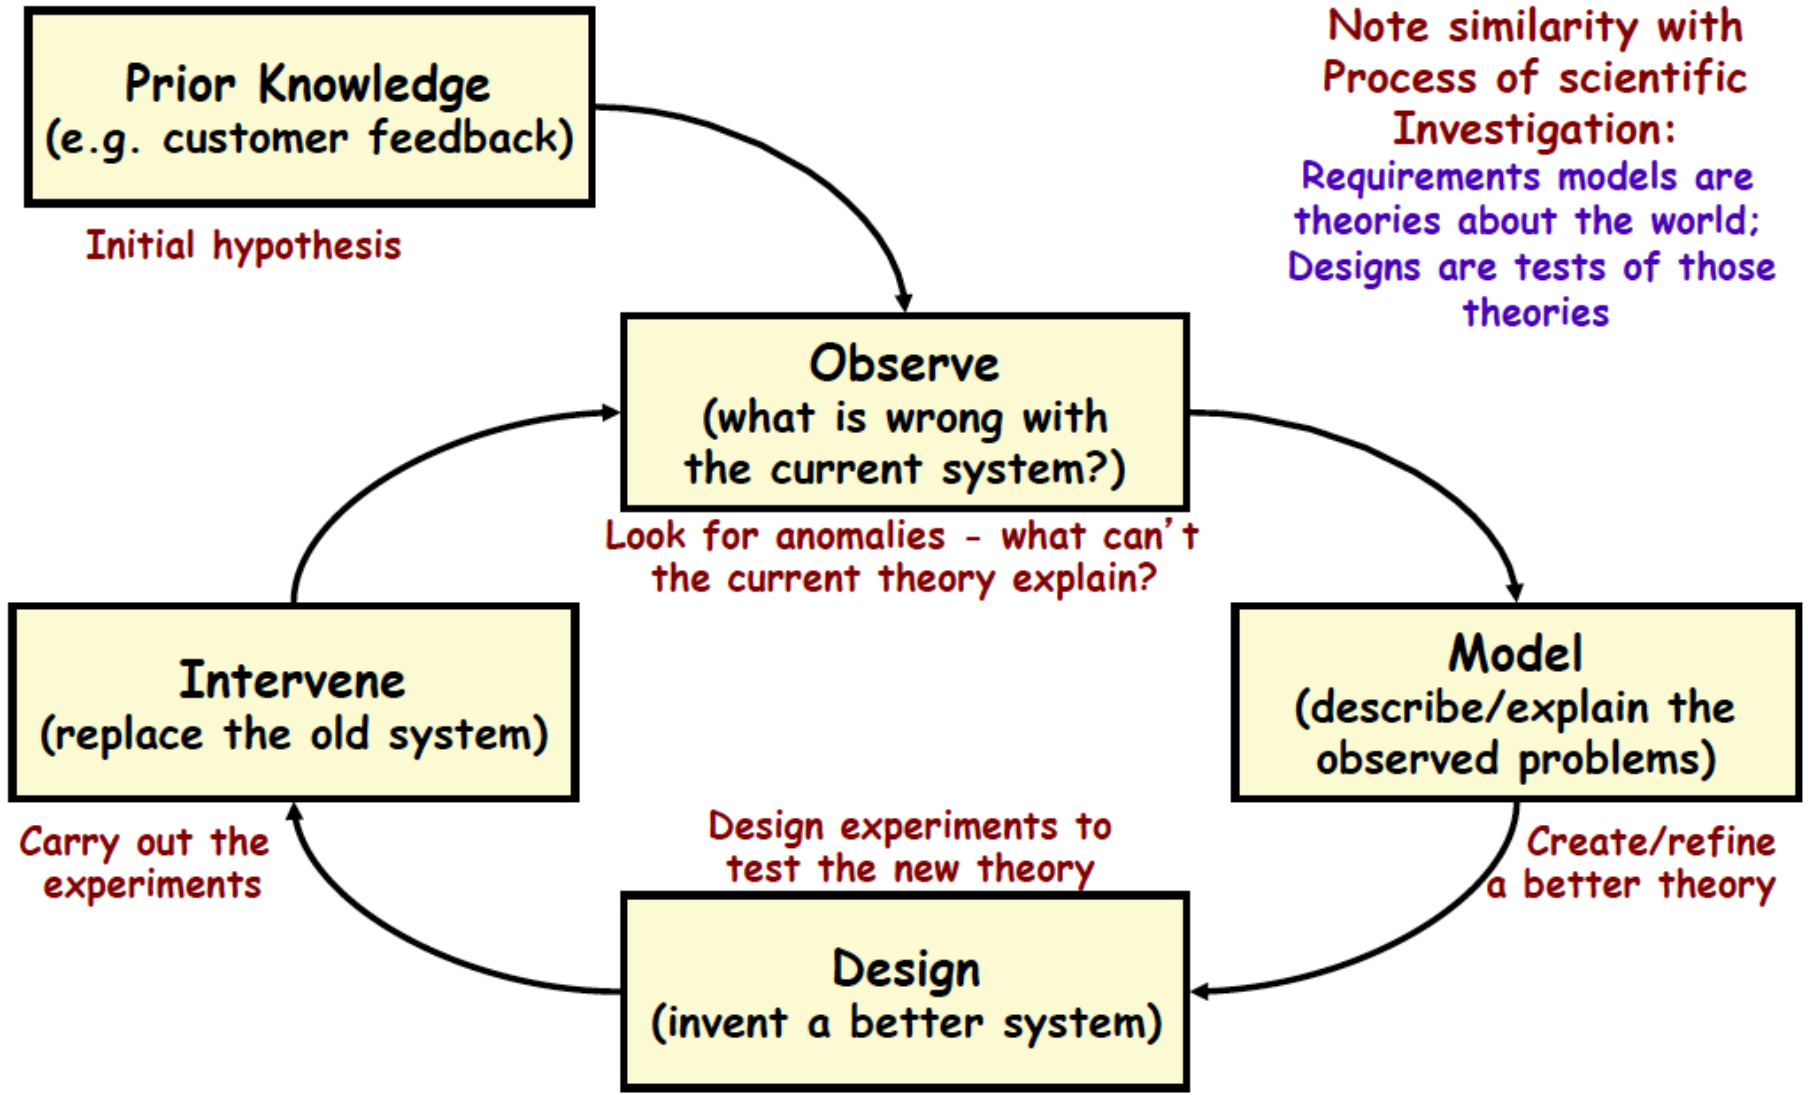 Prior Knowledge
(e.g. customer feedback)
Initial hypothesis
Note similarity with
Process of scientific
Investigation:
Requirements models are
theories about the world;
Designs are tests of those
theories
Observe
(what is wrong with
the current system?)
Look for anomalies - what can't
the current theory explain?
Model
(describe/explain the
observed problems)
Create/refine
a better theory
Design experiments to
test the new theory
Design
(invent a better system)
Intervene
(replace the old system)
Carry out the
experiments